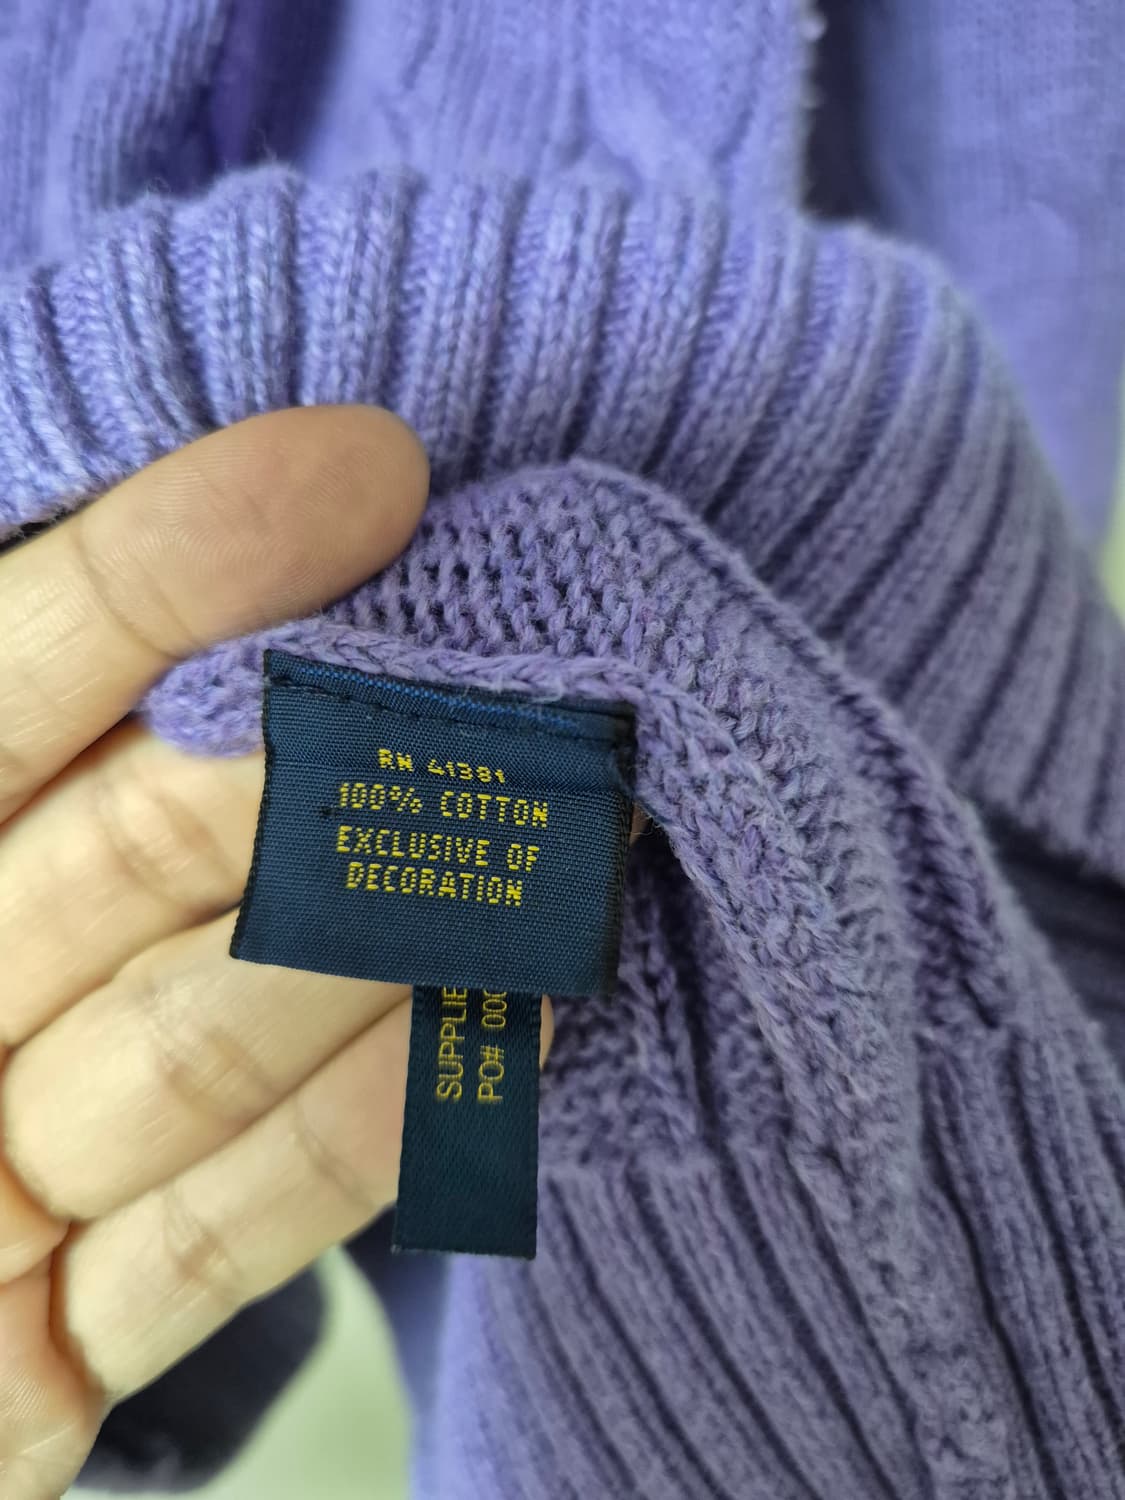 RN 41381
100% COTTON
EXCLUSIVE OF
DECORATION
SUPPLIE
PO# 00